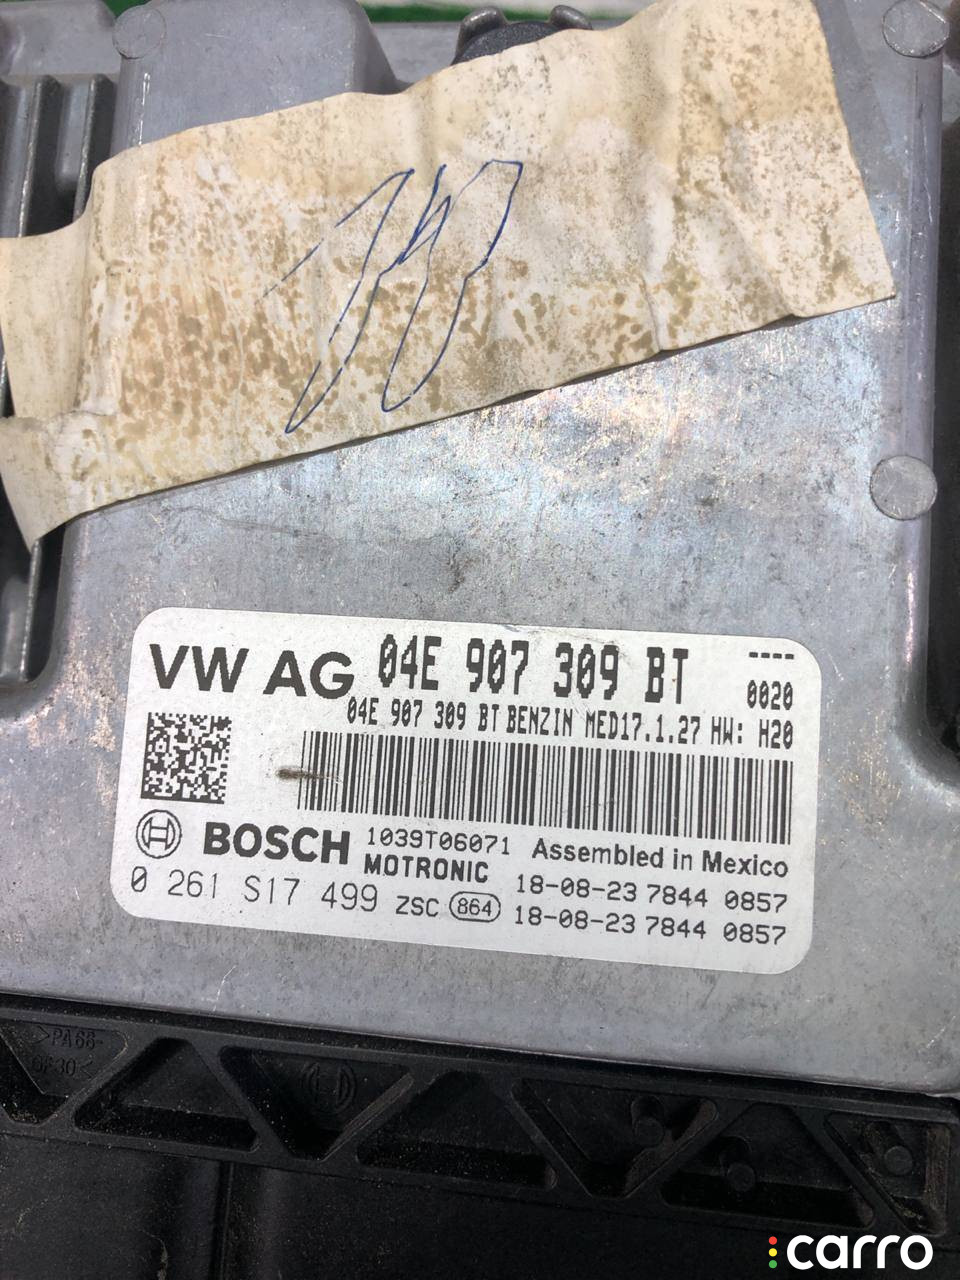 VW AG 04E 907 309 BT ----
0020
04E 907 309 BT BENZIN MED17.1.27 HW: H20
BOSCH 1039T06071 Assembled in Mexico
MOTRONIC 18-08-23 7844 0857
0 261 S17 499 ZSC 864 18-08-23 7844 0857
>PA66-
GF30<
carro